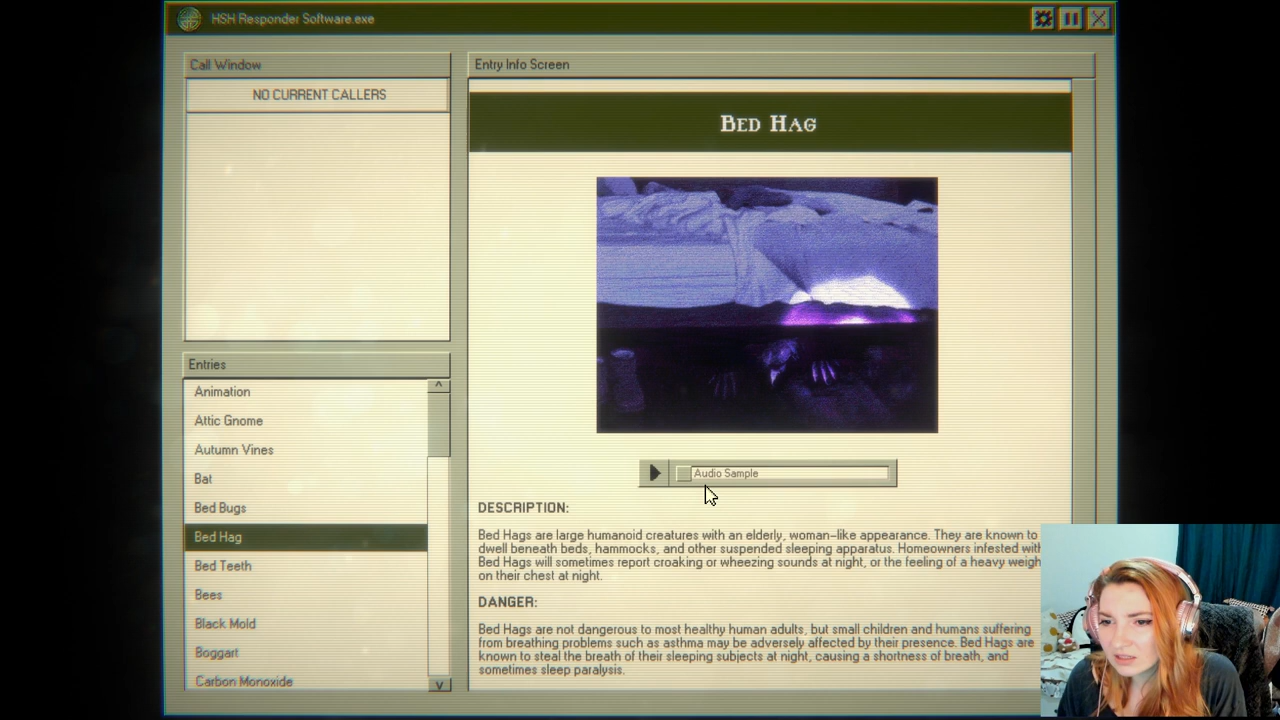 HSH Responder Software.exe
Call Window
NO CURRENT CALLERS
Entries
Animation
Attic Gnome
Autumn Vines
Bat
Bed Bugs
Bed Hag
Bed Teeth
Bees
Black Mold
Boggart
Carbon Monoxide
Entry Info Screen
Bed Hag
Audio Sample
DESCRIPTION:
Bed Hags are large humanoid creatures with an elderly, woman-like appearance. They are known to
dwell beneath beds, hammocks, and other suspended sleeping apparatus. Homeowners infested with
Bed Hags will sometimes report croaking or wheezing sounds at night, or the feeling of a heavy weigh
on their chest at night.
DANGER:
Bed Hags are not dangerous to most healthy human adults, but small children and humans suffering
from breathing problems such as asthma may be adversely affected by their presence. Bed Hags are
known to steal the breath of their sleeping subjects at night, causing a shortness of breath, and
sometimes sleep paralysis.